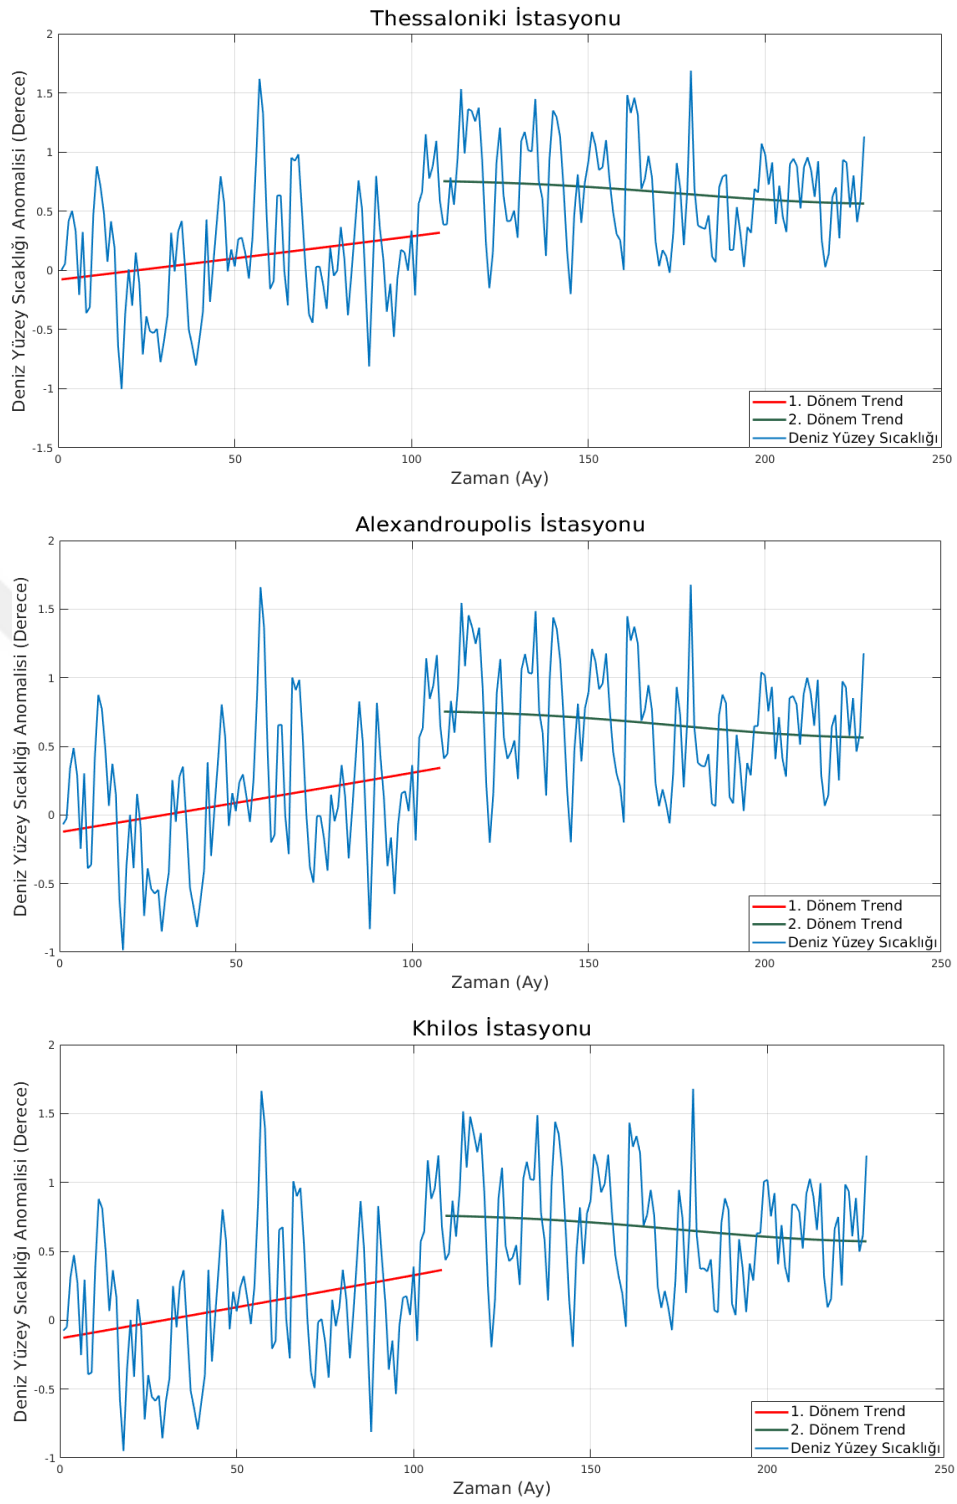 Thessaloniki İstasyonu
Deniz Yüzey Sıcaklığı Anomalisi (Derece)
2
1.5
1
0.5
0
-0.5
-1
-1.5
0 50 100 150 200 250
Zaman (Ay)
1. Dönem Trend
2. Dönem Trend
Deniz Yüzey Sıcaklığı
Alexandroupolis İstasyonu
Deniz Yüzey Sıcaklığı Anomalisi (Derece)
2
1.5
1
0.5
0
-0.5
-1
0 50 100 150 200 250
Zaman (Ay)
1. Dönem Trend
2. Dönem Trend
Deniz Yüzey Sıcaklığı
Khilos İstasyonu
Deniz Yüzey Sıcaklığı Anomalisi (Derece)
2
1.5
1
0.5
0
-0.5
-1
0 50 100 150 200 250
Zaman (Ay)
1. Dönem Trend
2. Dönem Trend
Deniz Yüzey Sıcaklığı